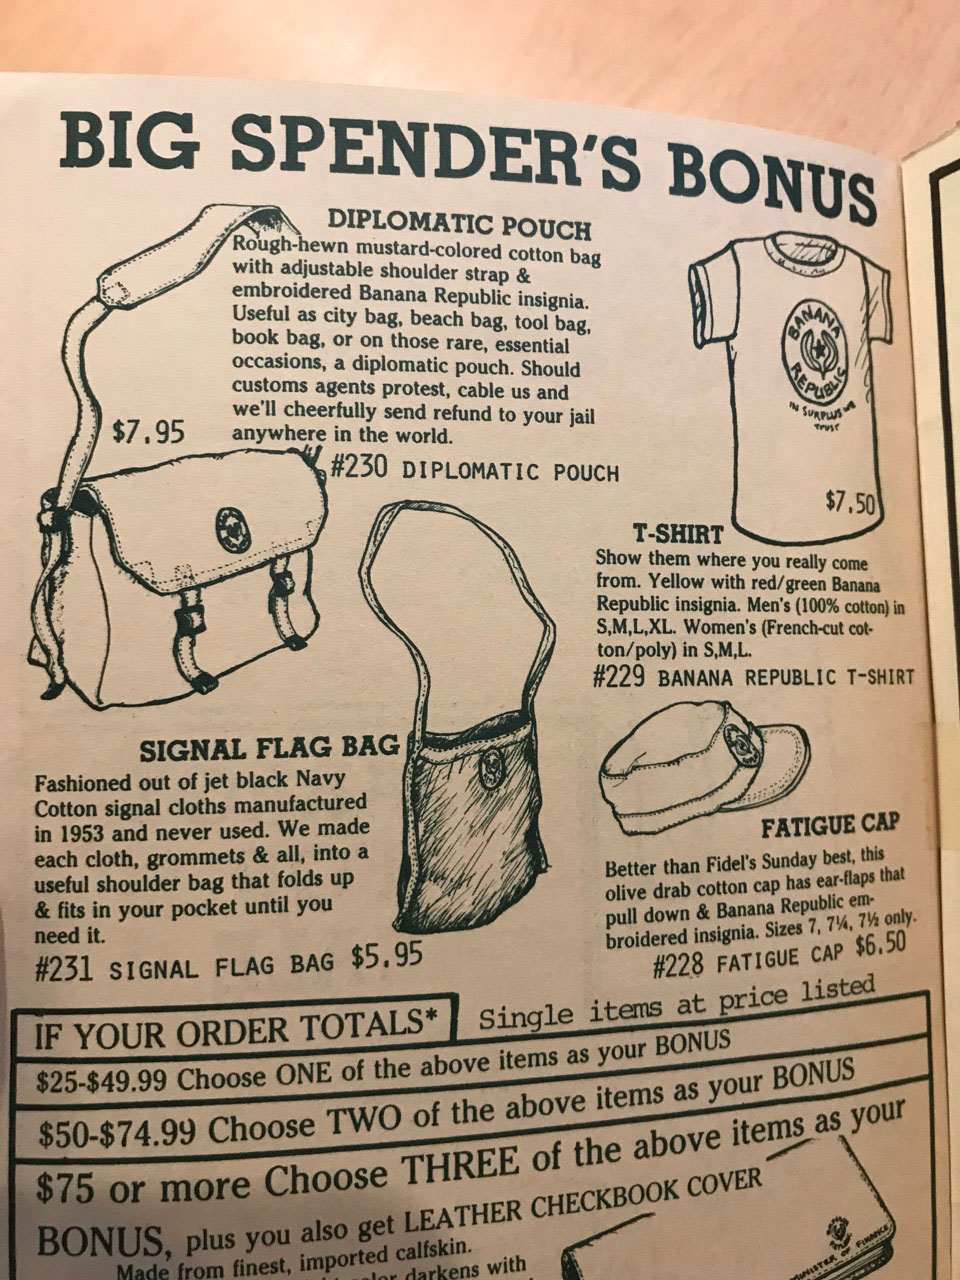 BIG SPENDER'S BONUS
DIPLOMATIC POUCH
Rough-hewn mustard-colored cotton bag
with adjustable shoulder strap &
embroidered Banana Republic insignia.
Useful as city bag, beach bag, tool bag,
book bag, or on those rare, essential
occasions, a diplomatic pouch. Should
customs agents protest, cable us and
we'll cheerfully send refund to your jail
anywhere in the world.
$7.95
#230 DIPLOMATIC POUCH
BANANA
REPUBLIC
IN SURPLUS WE
TRUST
$7.50
T-SHIRT
Show them where you really come
from. Yellow with red/green Banana
Republic insignia. Men's (100% cotton) in
S,M,L,XL. Women's (French-cut cot-
ton/poly) in S,M,L.
#229 BANANA REPUBLIC T-SHIRT
SIGNAL FLAG BAG
Fashioned out of jet black Navy
Cotton signal cloths manufactured
in 1953 and never used. We made
each cloth, grommets & all, into a
useful shoulder bag that folds up
& fits in your pocket until you
need it.
#231 SIGNAL FLAG BAG $5.95
FATIGUE CAP
Better than Fidel's Sunday best, this
olive drab cotton cap has ear-flaps that
pull down & Banana Republic em-
broidered insignia. Sizes 7, 7¼, 7½ only.
#228 FATIGUE CAP $6.50
IF YOUR ORDER TOTALS*
Single items at price listed
$25-$49.99 Choose ONE of the above items as your BONUS
$50-$74.99 Choose TWO of the above items as your BONUS
$75 or more Choose THREE of the above items as your
BONUS, plus you also get LEATHER CHECKBOOK COVER
Made from finest, imported calfskin.
color darkens with
MINISTER OF FINANCE